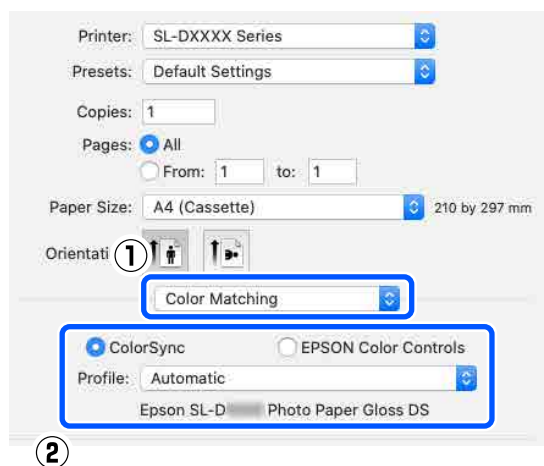 Printer: SL-DXXXX Series
Presets: Default Settings
Copies: 1
Pages: All
From: 1 to: 1
Paper Size: A4 (Cassette) 210 by 297 mm
Orientati
1
Color Matching
ColorSync EPSON Color Controls
Profile: Automatic
Epson SL-D Photo Paper Gloss DS
2